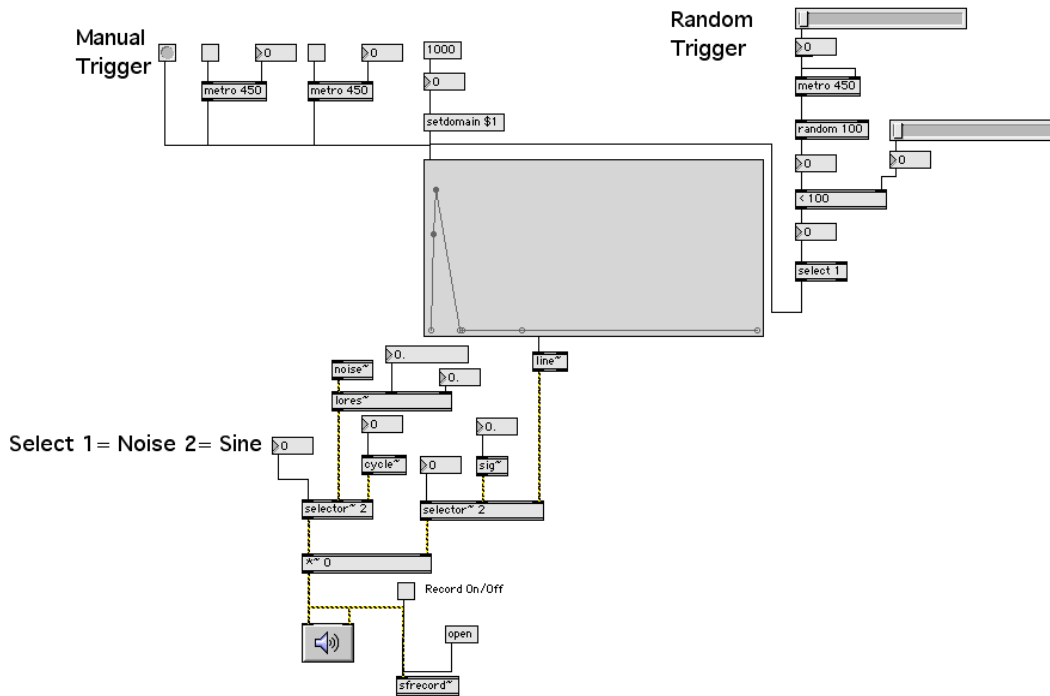 Manual
Trigger
0
0
1000
0
metro 450
metro 450
setdomain $1
Random
Trigger
0
metro 450
random 100
0
0
< 100
0
select 1
line~
noise~
0.
0.
lores~
0
0.
Select 1= Noise 2= Sine
0
cycle~
0
sig~
selector~ 2
selector~ 2
*~ 0
Record On/Off
open
sfrecord~